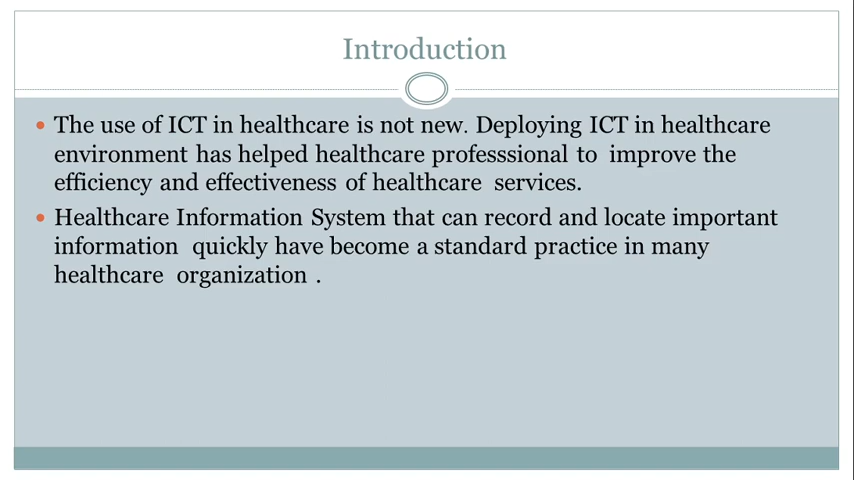 Introduction
The use of ICT in healthcare is not new. Deploying ICT in healthcare
environment has helped healthcare professsional to improve the
efficiency and effectiveness of healthcare services.
Healthcare Information System that can record and locate important
information quickly have become a standard practice in many
healthcare organization .